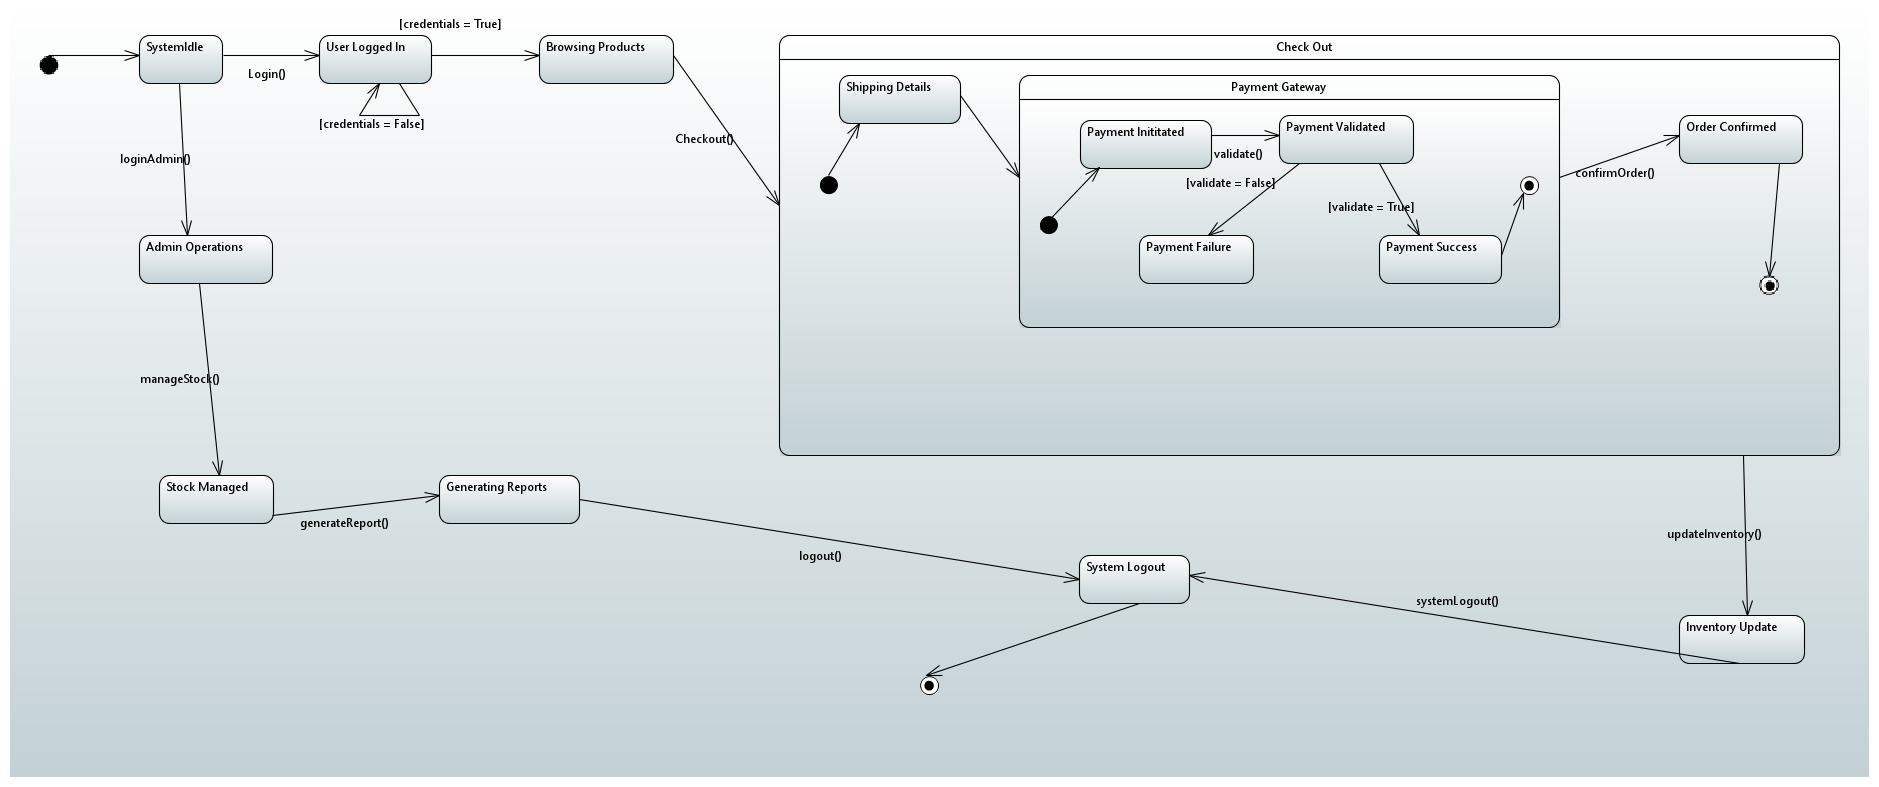 [credentials = True]
SystemIdle
User Logged In
Browsing Products
Check Out
Login()
Shipping Details
Payment Gateway
[credentials = False]
Payment Inititated
Payment Validated
Order Confirmed
Checkout()
validate()
loginAdmin()
confirmOrder()
[validate = False]
[validate = True]
Admin Operations
Payment Failure
Payment Success
manageStock()
Stock Managed
Generating Reports
generateReport()
updateInventory()
logout()
System Logout
systemLogout()
Inventory Update